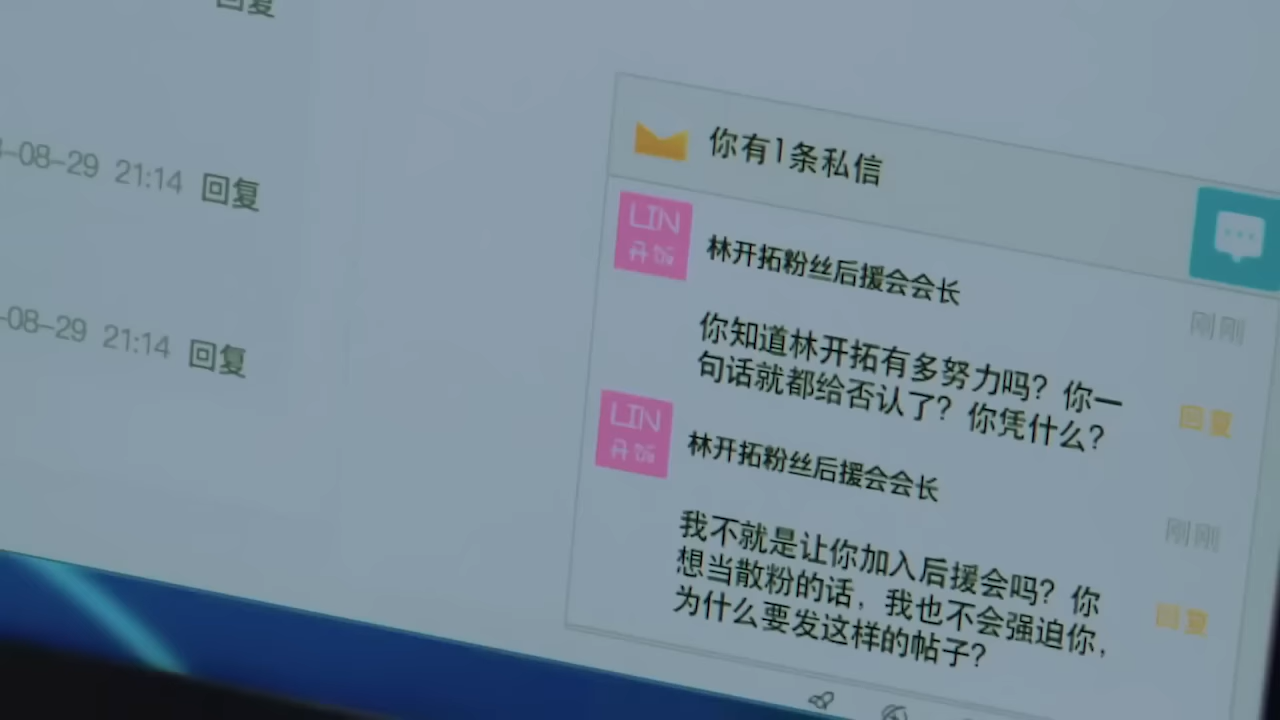 回复
-08-29 21:14 回复
-08-29 21:14 回复
你有1条私信
LIN
开饭
林开拓粉丝后援会会长
刚刚
你知道林开拓有多努力吗？你一
句话就都给否认了？你凭什么？
回复
LIN
开饭
林开拓粉丝后援会会长
刚刚
我不就是让你加入后援会吗？你
想当散粉的话，我也不会强迫你，
为什么要发这样的帖子？
回复